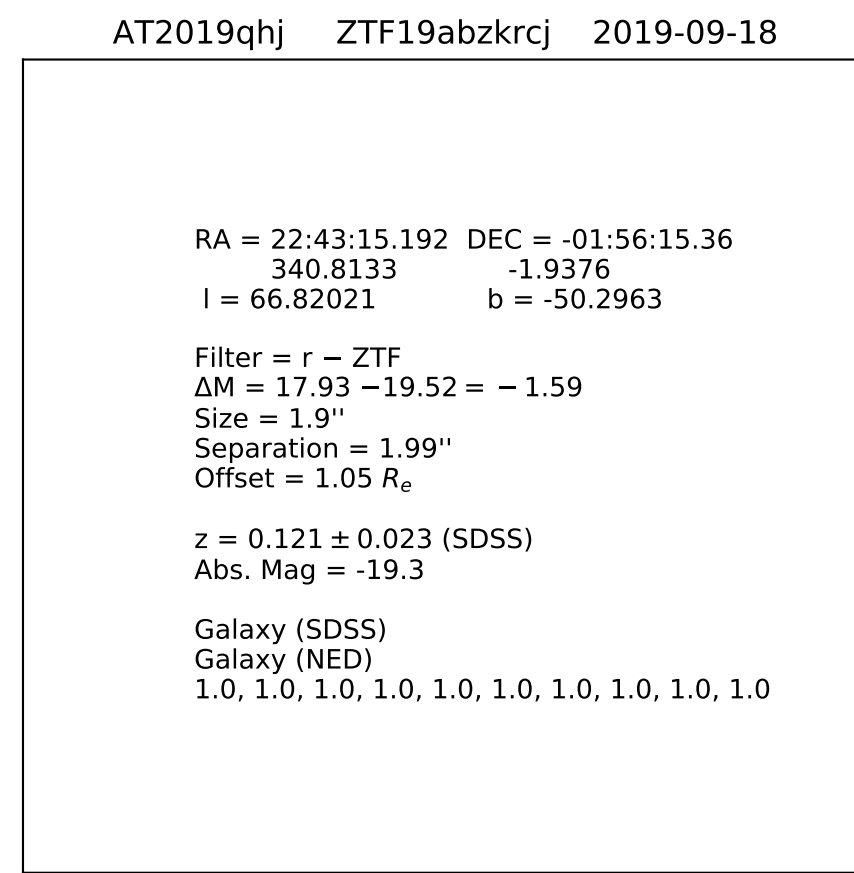 AT2019qhj ZTF19abzkrcj 2019-09-18
RA = 22:43:15.192 DEC = -01:56:15.36
340.8133 -1.9376
l = 66.82021 b = -50.2963
Filter = r − ZTF
ΔM = 17.93 −19.52 = − 1.59
Size = 1.9''
Separation = 1.99''
Offset = 1.05 Re
z = 0.121 ± 0.023 (SDSS)
Abs. Mag = -19.3
Galaxy (SDSS)
Galaxy (NED)
1.0, 1.0, 1.0, 1.0, 1.0, 1.0, 1.0, 1.0, 1.0, 1.0